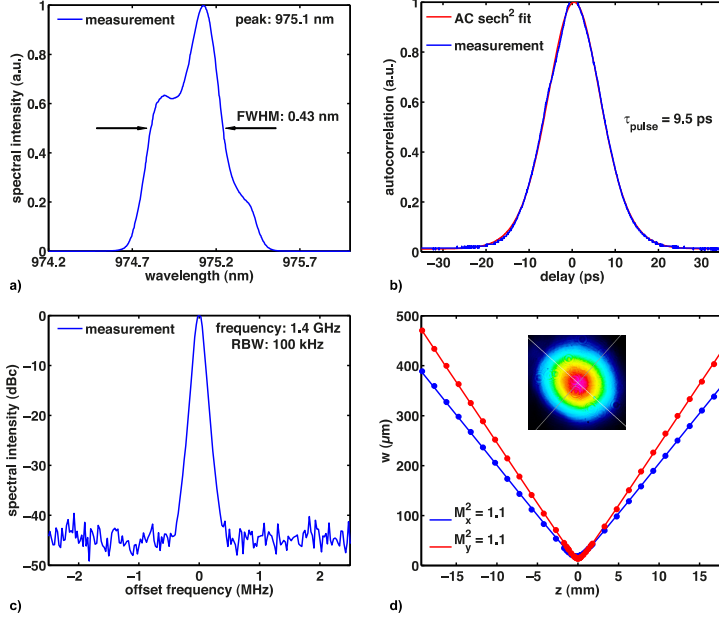 measurement
peak: 975.1 nm
FWHM: 0.43 nm
spectral intensity (a.u.)
1
0.8
0.6
0.4
0.2
0
974.2
974.7
975.2
975.7
wavelength (nm)
a)
AC sech² fit
measurement
τpulse = 9.5 ps
autocorrelation (a.u.)
1
0.8
0.6
0.4
0.2
0
−30
−20
−10
0
10
20
30
delay (ps)
b)
measurement
frequency: 1.4 GHz
RBW: 100 kHz
spectral intensity (dBc)
0
−10
−20
−30
−40
−50
−2
−1
0
1
2
offset frequency (MHz)
c)
w (µm)
500
400
300
200
100
0
M²x = 1.1
M²y = 1.1
−15
−10
−5
0
5
10
15
z (mm)
d)